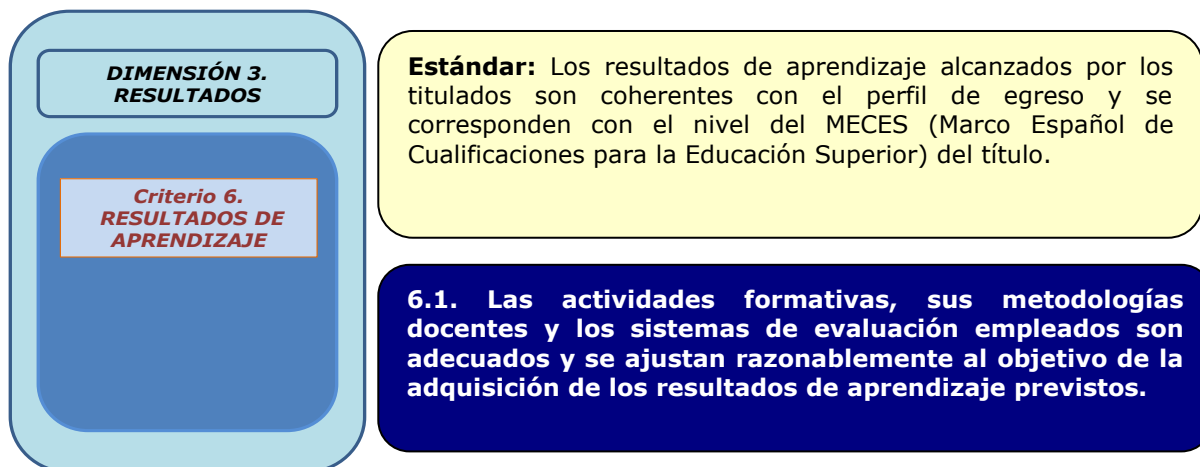 DIMENSIÓN 3.
RESULTADOS
Criterio 6.
RESULTADOS DE
APRENDIZAJE
Estándar: Los resultados de aprendizaje alcanzados por los
titulados son coherentes con el perfil de egreso y se
corresponden con el nivel del MECES (Marco Español de
Cualificaciones para la Educación Superior) del título.
6.1. Las actividades formativas, sus metodologías
docentes y los sistemas de evaluación empleados son
adecuados y se ajustan razonablemente al objetivo de la
adquisición de los resultados de aprendizaje previstos.